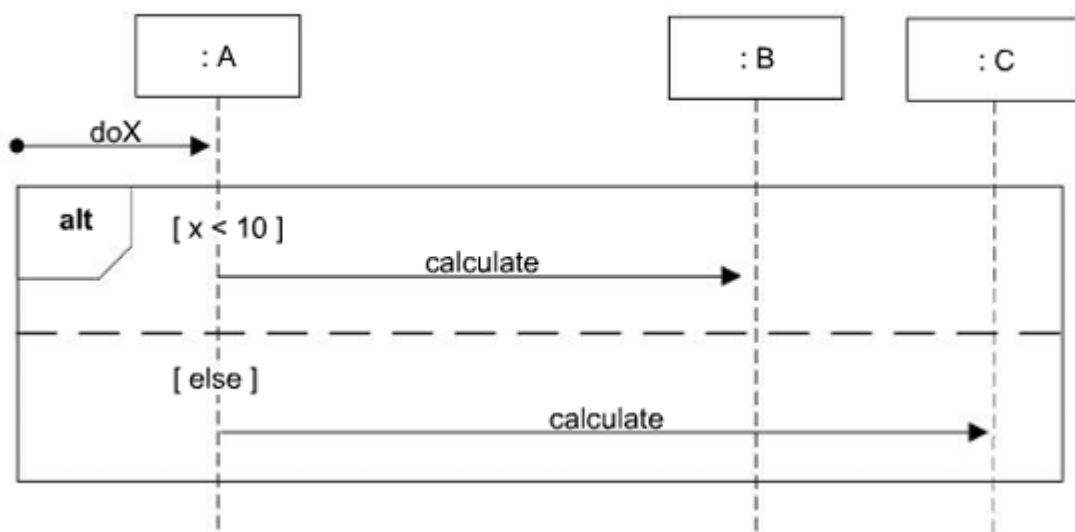 : A
: B
: C
doX
alt
[ x < 10 ]
calculate
[ else ]
calculate